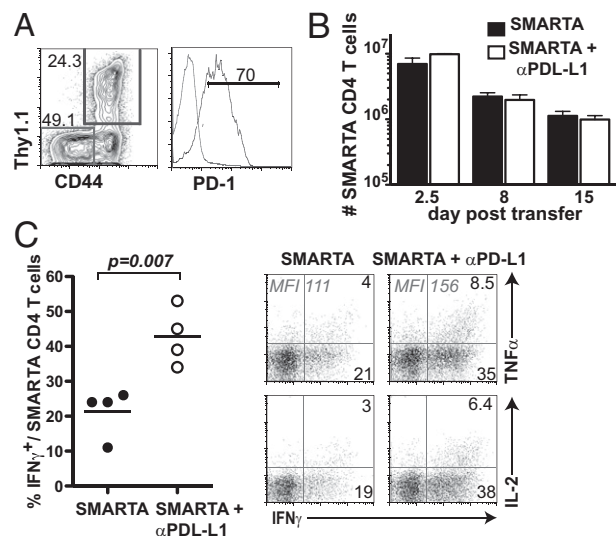 A
24.3
49.1
Thy1.1
CD44
70
PD-1
B
SMARTA
SMARTA +
αPDL-L1
# SMARTA CD4 T cells
10⁷
10⁶
10⁵
2.5 8 15
day post transfer
C
p=0.007
% IFNγ⁺/ SMARTA CD4 T cells
60
50
40
30
20
10
0
SMARTA SMARTA +
αPDL-L1
SMARTA SMARTA + αPD-L1
MFI 111 4 MFI 156 8.5
21 35
TNFα
3 6.4
19 38
IL-2
IFNγ